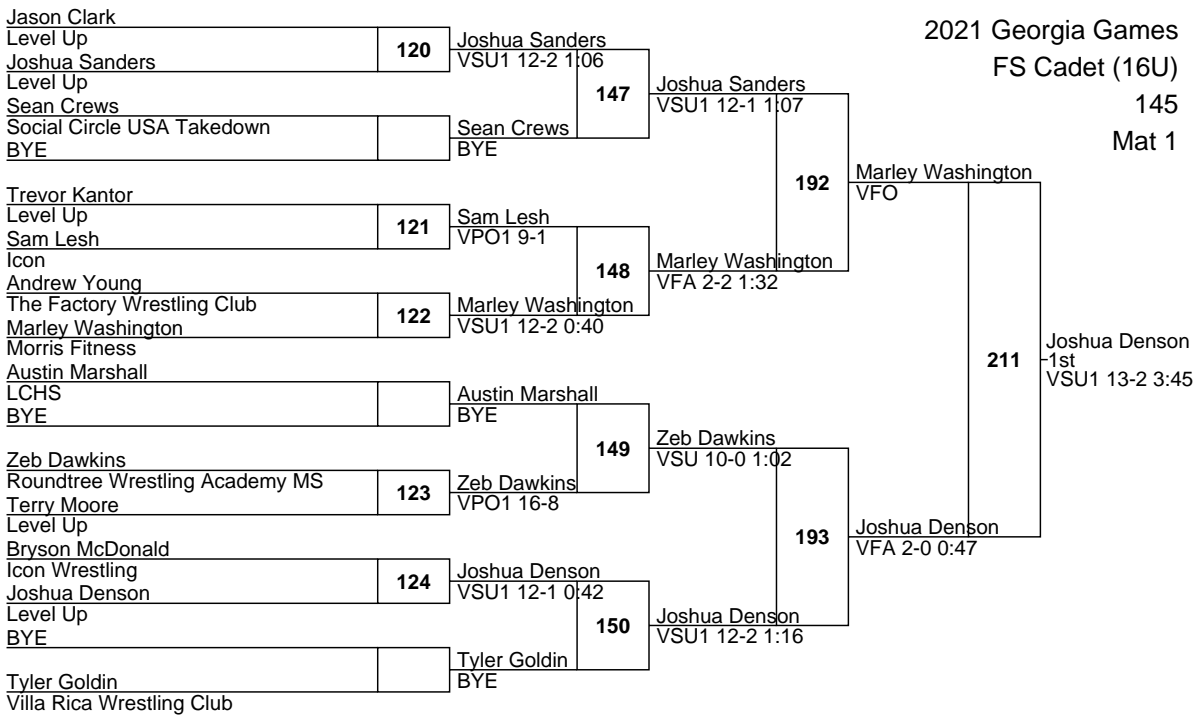 2021 Georgia Games
FS Cadet (16U)
145
Mat 1
Jason Clark
Level Up
Joshua Sanders
Level Up
Sean Crews
Social Circle USA Takedown
BYE
Trevor Kantor
Level Up
Sam Lesh
Icon
Andrew Young
The Factory Wrestling Club
Marley Washington
Morris Fitness
Austin Marshall
LCHS
BYE
Zeb Dawkins
Roundtree Wrestling Academy MS
Terry Moore
Level Up
Bryson McDonald
Icon Wrestling
Joshua Denson
Level Up
BYE
Tyler Goldin
Villa Rica Wrestling Club
120
121
122
123
124
Joshua Sanders
VSU1 12-2 1:06
Sean Crews
BYE
Sam Lesh
VPO1 9-1
Marley Washington
VSU1 12-2 0:40
Austin Marshall
BYE
Zeb Dawkins
VPO1 16-8
Joshua Denson
VSU1 12-1 0:42
Tyler Goldin
BYE
147
148
149
150
Joshua Sanders
VSU1 12-1 1:07
Marley Washington
VFA 2-2 1:32
Zeb Dawkins
VSU 10-0 1:02
Joshua Denson
VSU1 12-2 1:16
192
193
Marley Washington
VFO
Joshua Denson
VFA 2-0 0:47
211
Joshua Denson
1st
VSU1 13-2 3:45